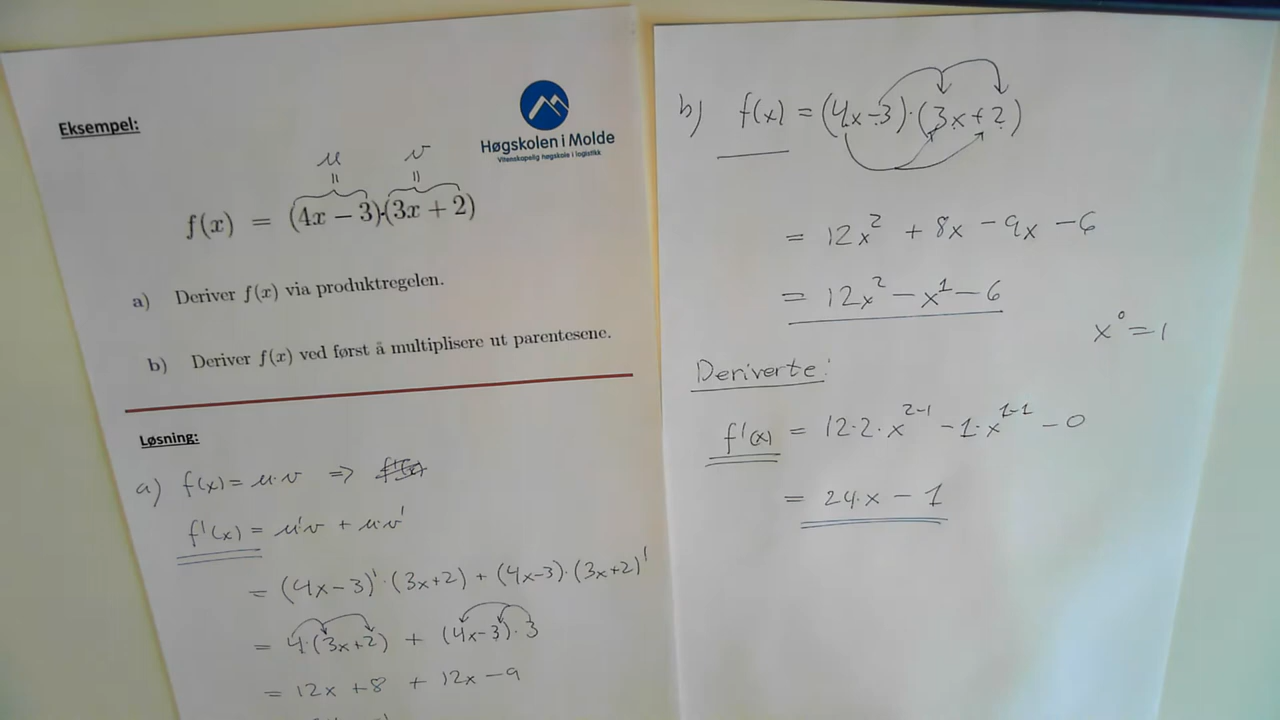 Eksempel:
Høgskolen i Molde
Vitenskapelig høgskole i logistikk
u v
= =
f(x) = (4x − 3)·(3x + 2)
a) Deriver f(x) via produktregelen.
b) Deriver f(x) ved først å multiplisere ut parentesene.
Løsning:
a) f(x) = u·v => f'(x)
f'(x) = u'v + u·v'
= (4x−3)'·(3x+2) + (4x−3)·(3x+2)'
= 4·(3x+2) + (4x−3)·3
= 12x + 8 + 12x − 9
b) f(x) = (4x−3)·(3x+2)
= 12x² + 8x − 9x − 6
= 12x² − x¹ − 6
x⁰ = 1
Deriverte:
f'(x) = 12·2·x²⁻¹ − 1·x¹⁻¹ − 0
= 24·x − 1